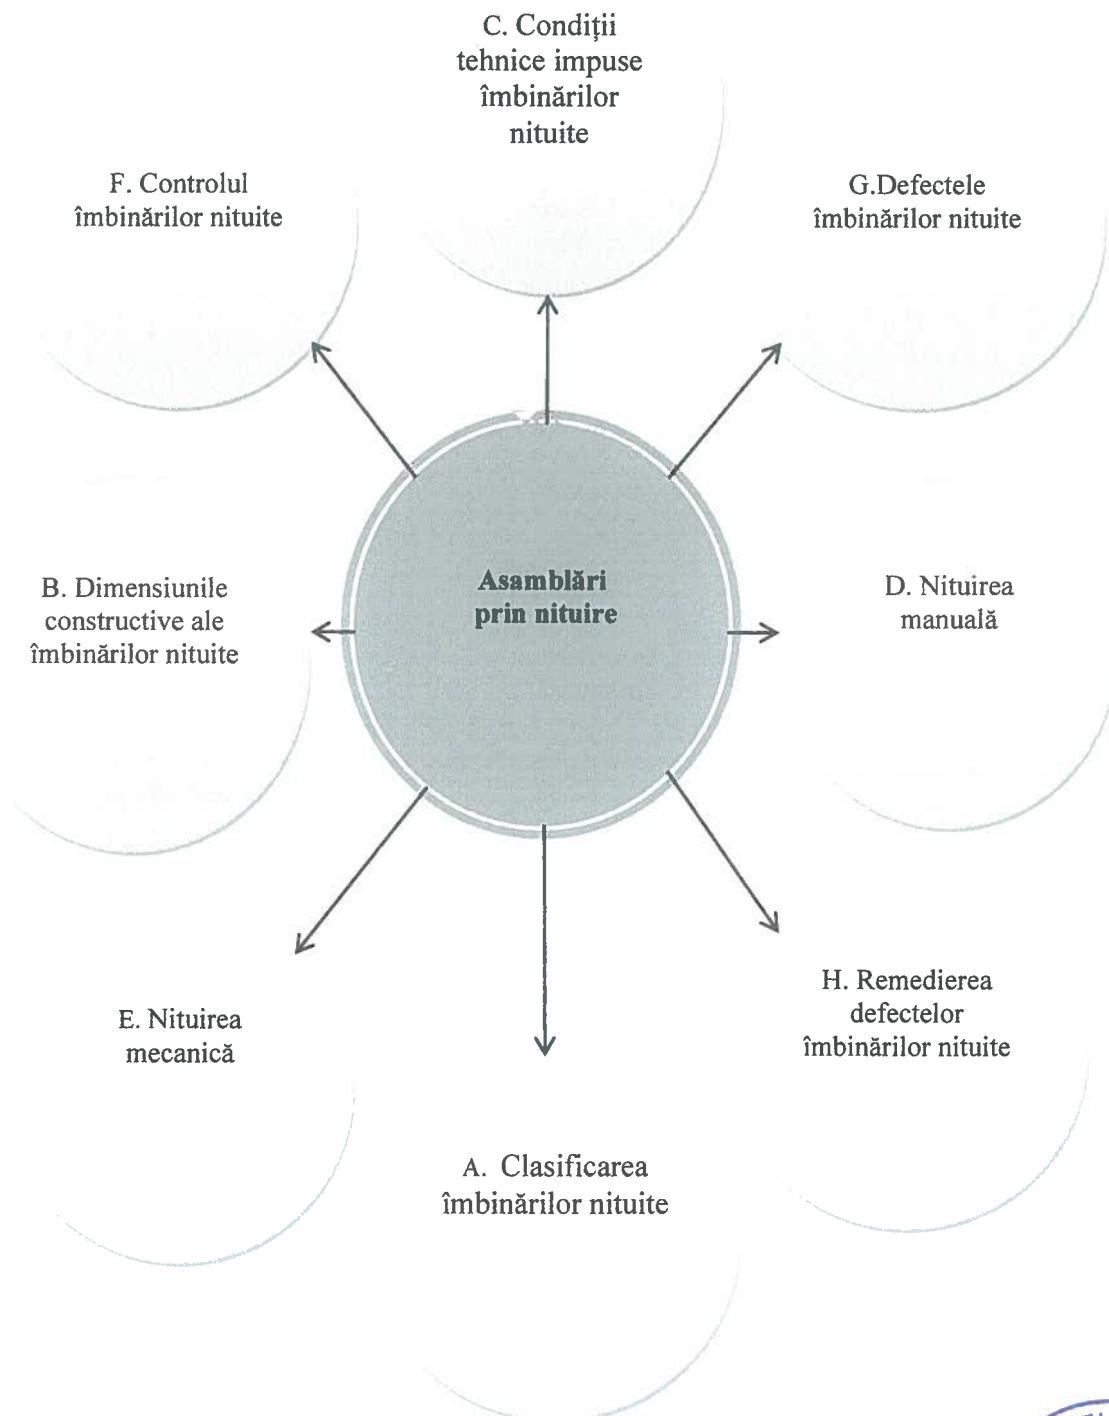 C. Condiții
tehnice impuse
îmbinărilor
nituite
F. Controlul
îmbinărilor nituite
G.Defectele
îmbinărilor nituite
Asamblări
prin nituire
B. Dimensiunile
constructive ale
îmbinărilor nituite
D. Nituirea
manuală
E. Nituirea
mecanică
H. Remedierea
defectelor
îmbinărilor nituite
A. Clasificarea
îmbinărilor nituite